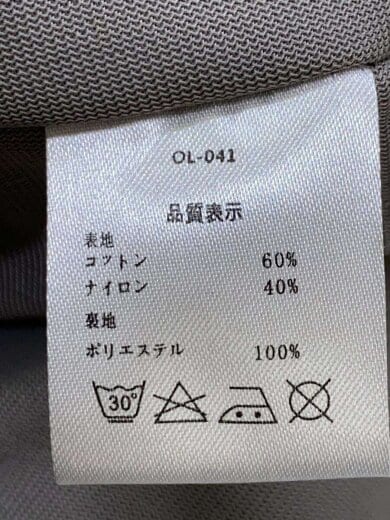 OL-041
品質表示
表地
コットン 60%
ナイロン 40%
裏地
ポリエステル 100%
30°